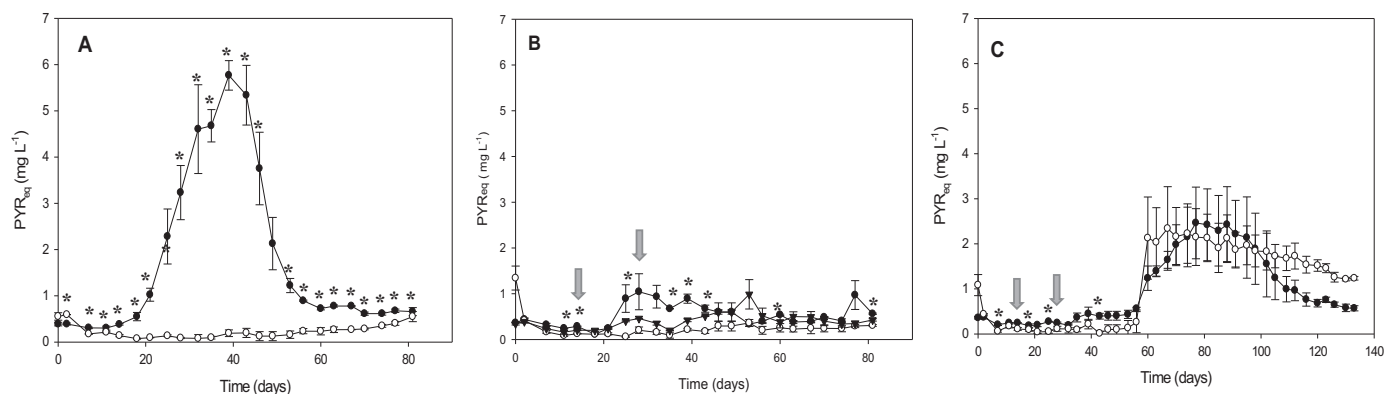 A
PYReq (mg L-1)
7
6
5
4
3
2
1
0
0 20 40 60 80
Time (days)
* * * * * * * * * * * * * * * * * * * * * *
B
PYReq ( mg L-1)
7
6
5
4
3
2
1
0
0 20 40 60 80
Time (days)
* * * * * * * *
C
PYReq (mg L-1)
7
6
5
4
3
2
1
0
0 20 40 60 80 100 120 140
Time (days)
* * * *